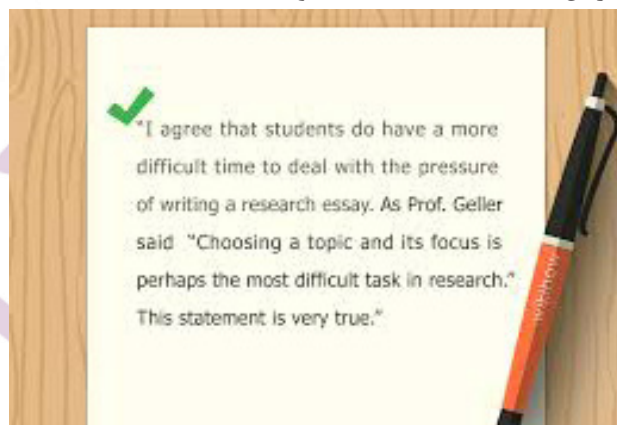 "I agree that students do have a more
difficult time to deal with the pressure
of writing a research essay. As Prof. Geller
said "Choosing a topic and its focus is
perhaps the most difficult task in research."
This statement is very true."
wikihow